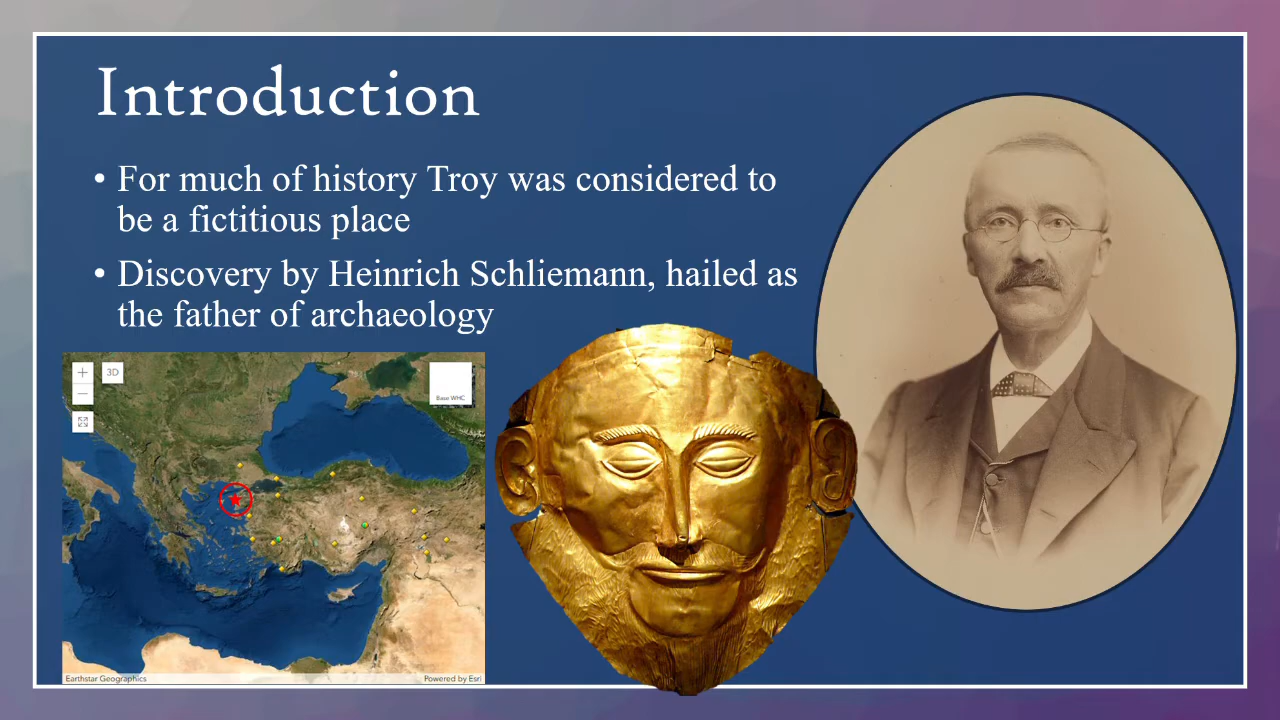 Introduction
• For much of history Troy was considered to
be a fictitious place
• Discovery by Heinrich Schliemann, hailed as
the father of archaeology
+
3D
−
Base WHC
Earthstar Geographics
Powered by Esri